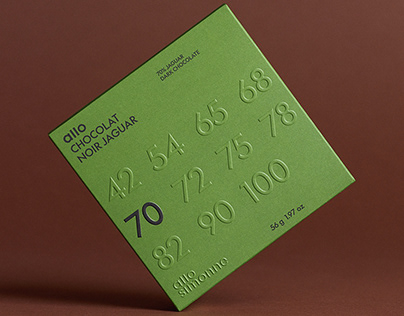 allo
CHOCOLAT
NOIR JAGUAR
70% JAGUAR
DARK CHOCOLATE
42 54 65 68
70 72 75 78
82 90 100
allo
simonne
56 g 1.97 oz